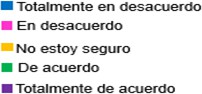 Totalmente en desacuerdo
En desacuerdo
No estoy seguro
De acuerdo
Totalmente de acuerdo